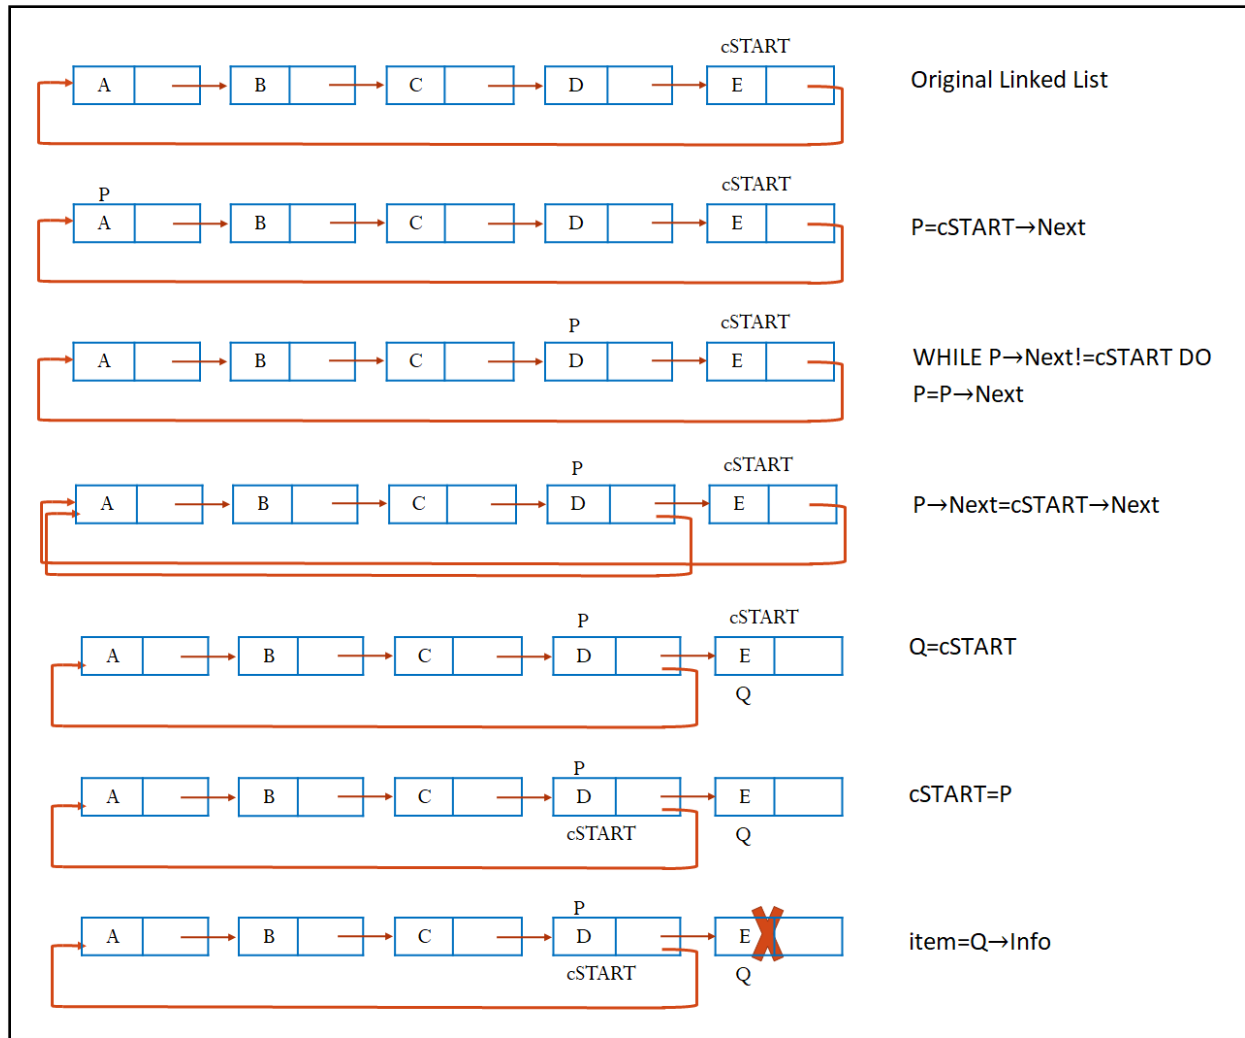 cSTART
A B C D E Original Linked List
P cSTART
A B C D E P=cSTART→Next
P cSTART
A B C D E WHILE P→Next!=cSTART DO
P=P→Next
P cSTART
A B C D E P→Next=cSTART→Next
P cSTART
A B C D E Q=cSTART
Q
P
A B C D E cSTART=P
cSTART Q
P
A B C D E item=Q→Info
cSTART Q